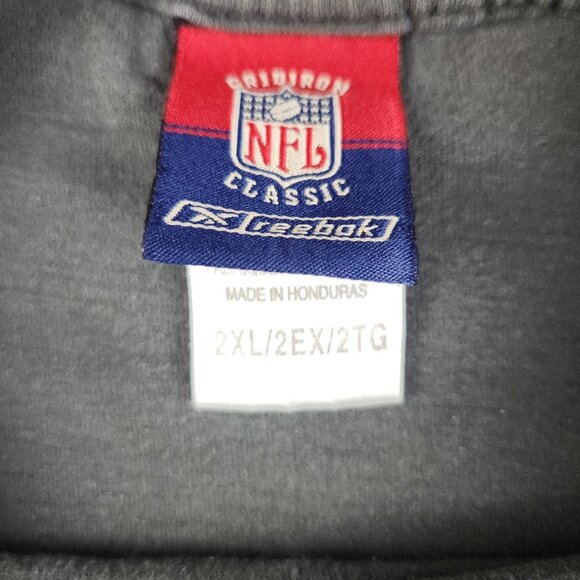 GRIDIRON
NFL
CLASSIC
reebok
MADE IN HONDURAS
2XL/2EX/2TG